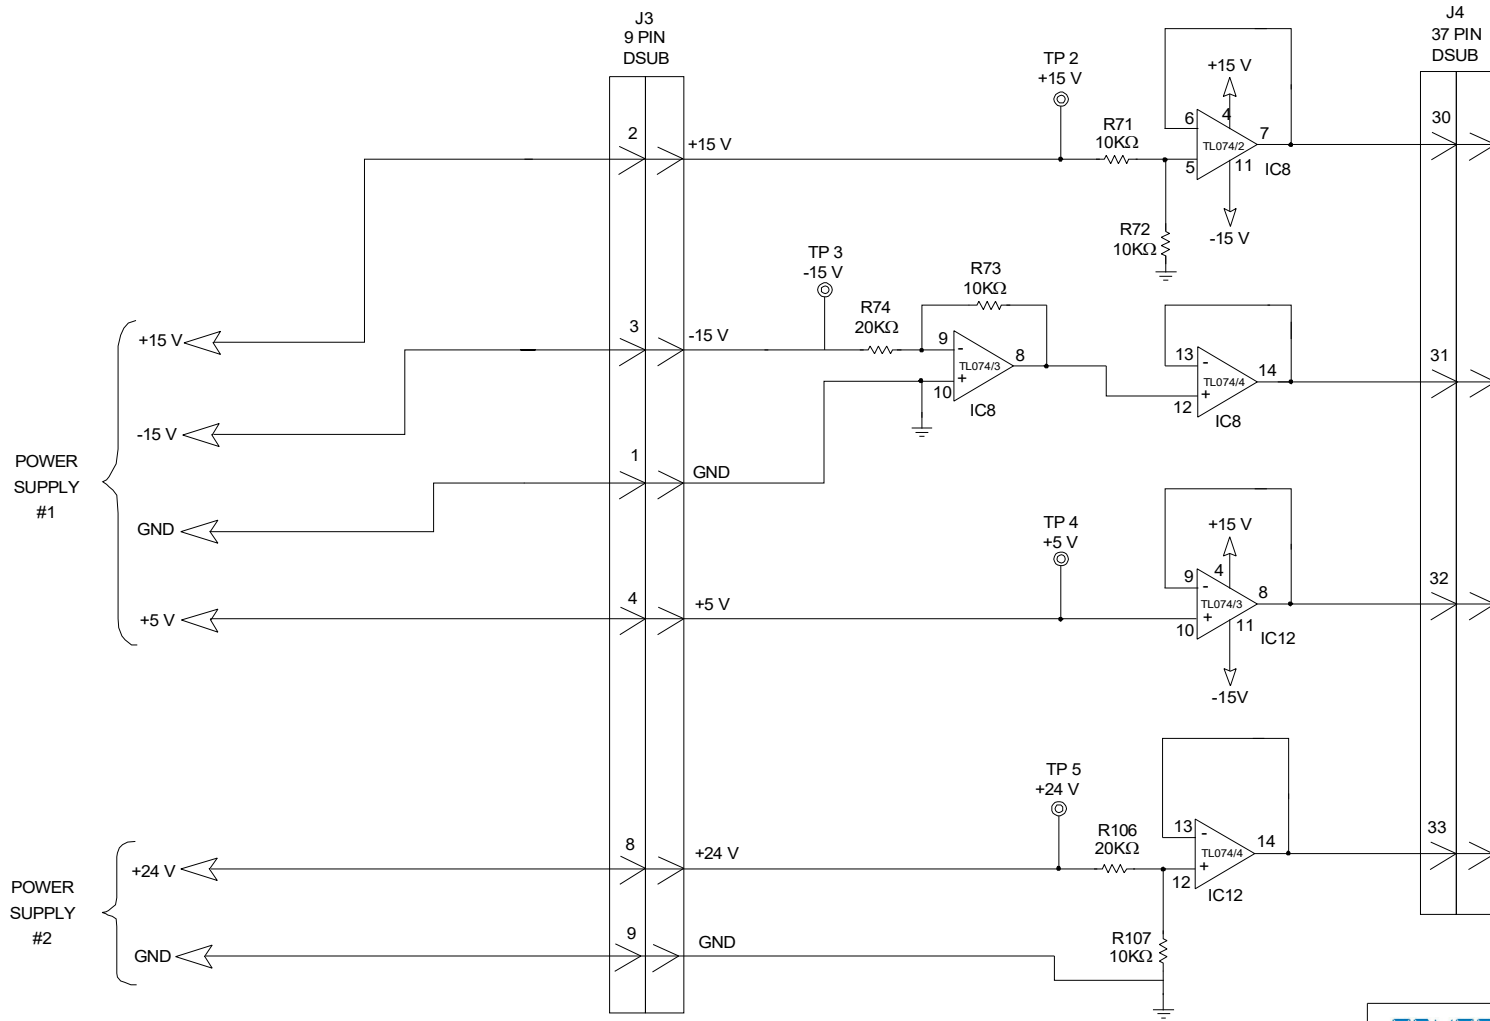 J3
9 PIN
DSUB
J4
37 PIN
DSUB
TP 2
+15 V
+15 V
4
6
7
30
R71
10KΩ
TL074/2
2
+15 V
5
11
IC8
-15 V
R72
10KΩ
TP 3
-15 V
R73
10KΩ
R74
20KΩ
+15 V
3
-15 V
9
-
TL074/3
8
+
10
IC8
13
-
TL074/4
14
31
+
12
IC8
-15 V
1
GND
POWER
SUPPLY
#1
GND
TP 4
+5 V
+15 V
4
9
-
TL074/3
8
32
+5 V
4
+5 V
+
10
11
IC12
-15V
TP 5
+24 V
R106
20KΩ
13
-
TL074/4
14
33
+24 V
8
+24 V
+
12
IC12
POWER
SUPPLY
#2
GND
9
GND
R107
10KΩ